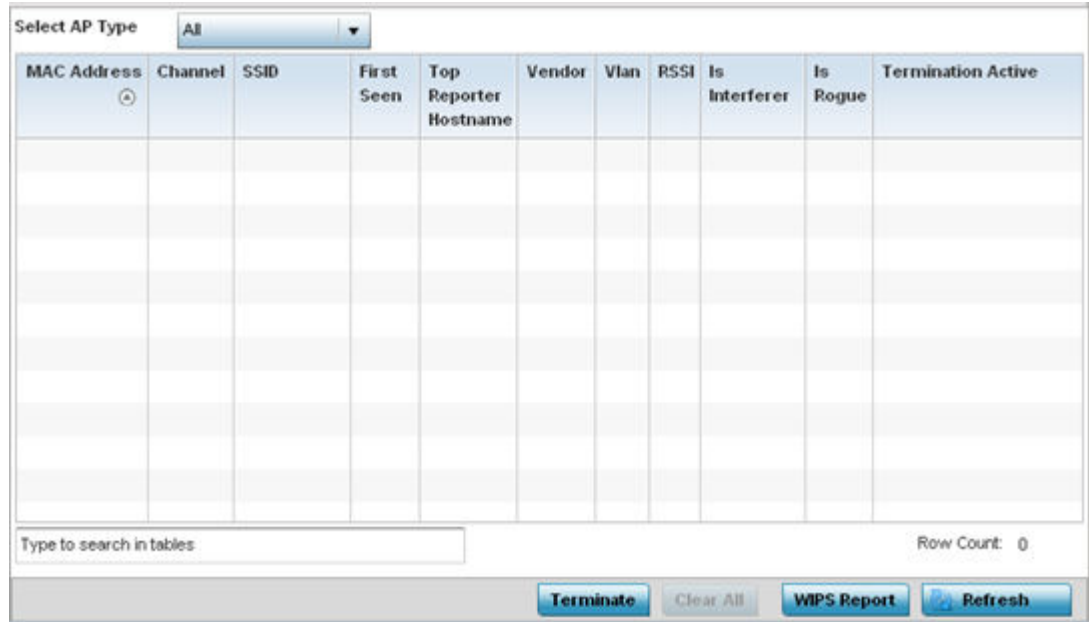 Select AP Type All
MAC Address Channel SSID First Seen Top Reporter Hostname Vendor Vlan RSSI Is Interferer Is Rogue Termination Active
Type to search in tables Row Count: 0
Terminate Clear All WIPS Report Refresh